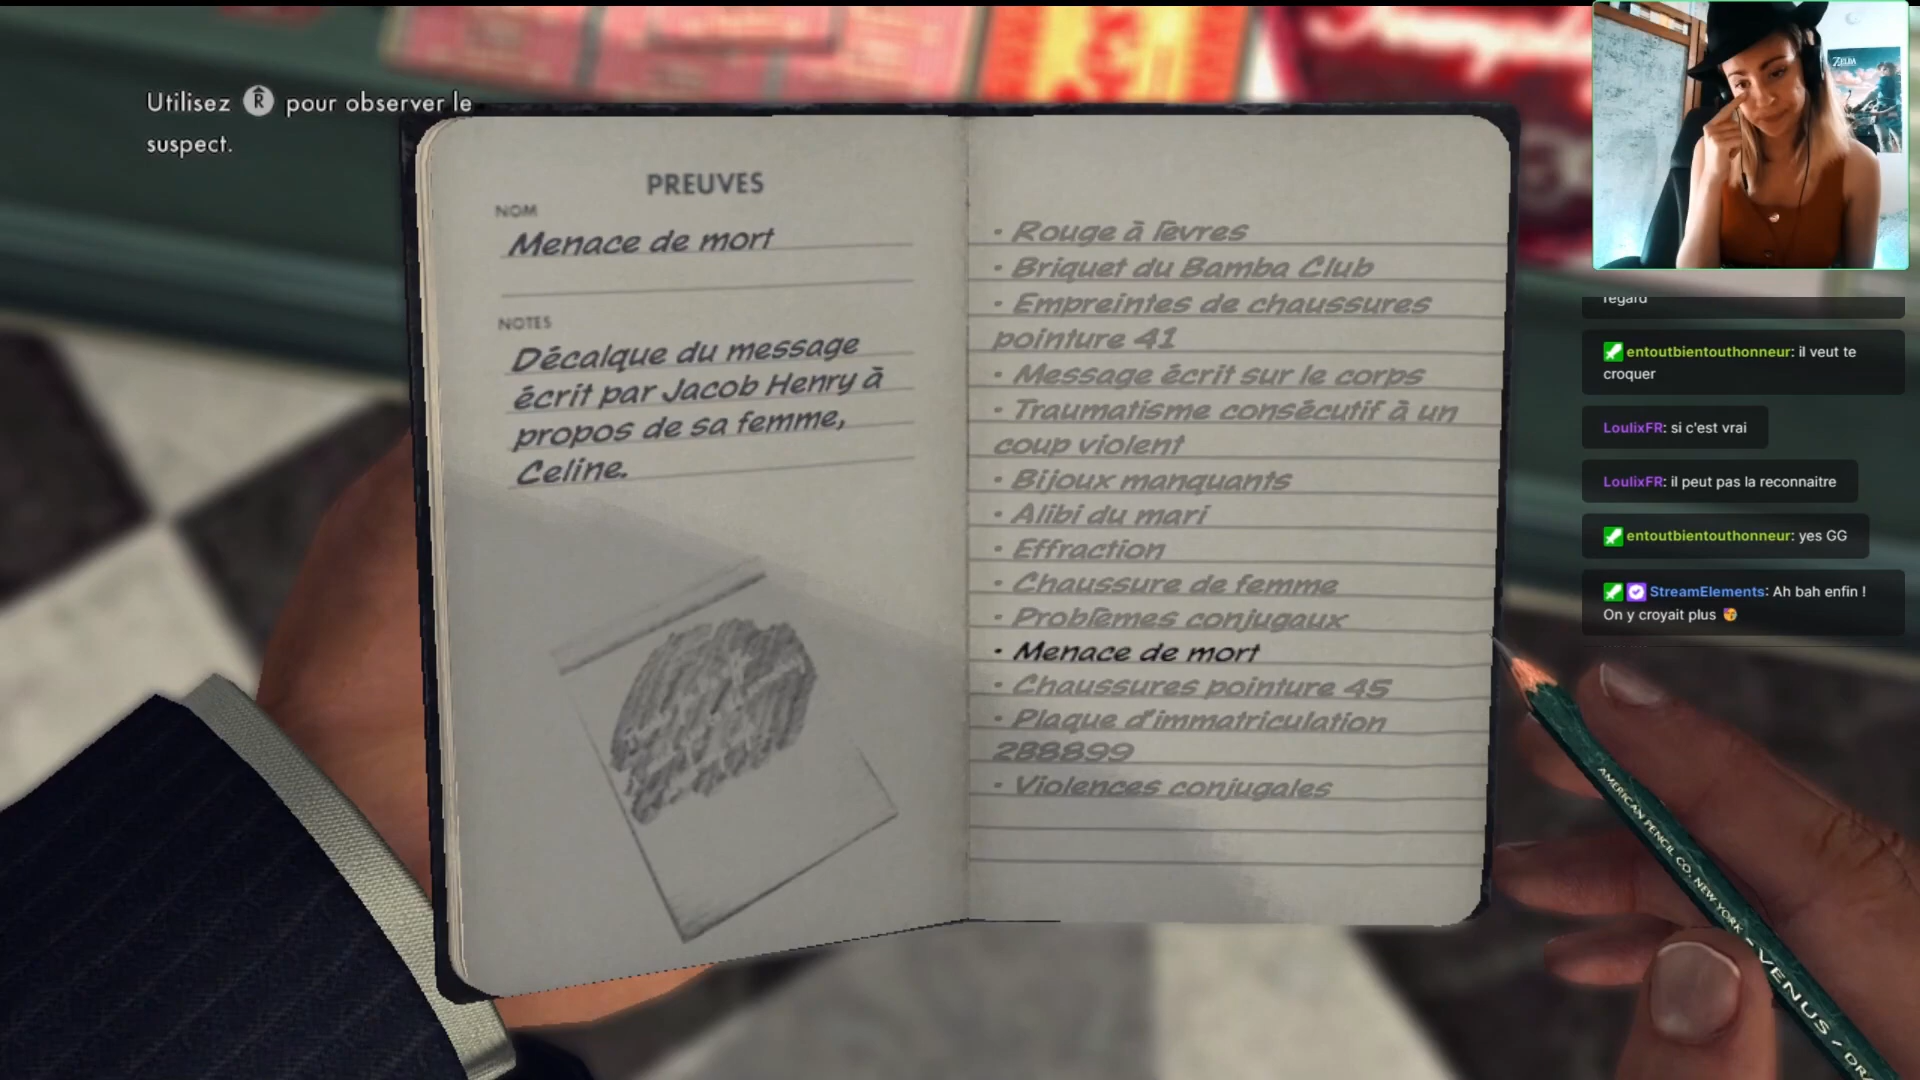 Utilisez R pour observer le
suspect.
PREUVES
NOM
Menace de mort
NOTES
Décalque du message
écrit par Jacob Henry à
propos de sa femme,
Celine.
• Rouge à lèvres
• Briquet du Bamba Club
• Empreintes de chaussures
pointure 41
• Message écrit sur le corps
• Traumatisme consécutif à un
coup violent
• Bijoux manquants
• Alibi du mari
• Effraction
• Chaussure de femme
• Problèmes conjugaux
• Menace de mort
• Chaussures pointure 45
• Plaque d'immatriculation
288899
• Violences conjugales
AMERICAN PENCIL CO. NEW YORK - VENUS
ZELDA
regard
entoutbientouthonneur: il veut te
croquer
LoulixFR: si c'est vrai
LoulixFR: il peut pas la reconnaitre
entoutbientouthonneur: yes GG
StreamElements: Ah bah enfin !
On y croyait plus